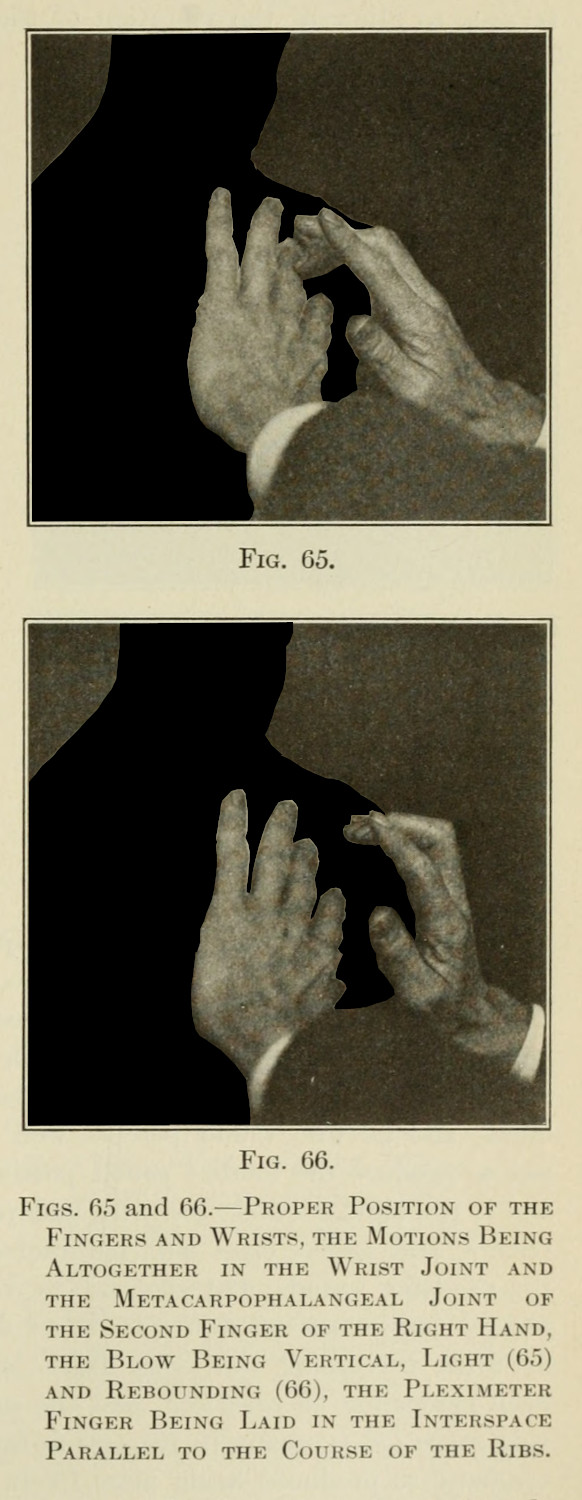 Fig. 65.
Fig. 66.
Figs. 65 and 66.—Proper Position of the
Fingers and Wrists, the Motions Being
Altogether in the Wrist Joint and
the Metacarpophalangeal Joint of
the Second Finger of the Right Hand,
the Blow Being Vertical, Light (65)
and Rebounding (66), the Pleximeter
Finger Being Laid in the Interspace
Parallel to the Course of the Ribs.